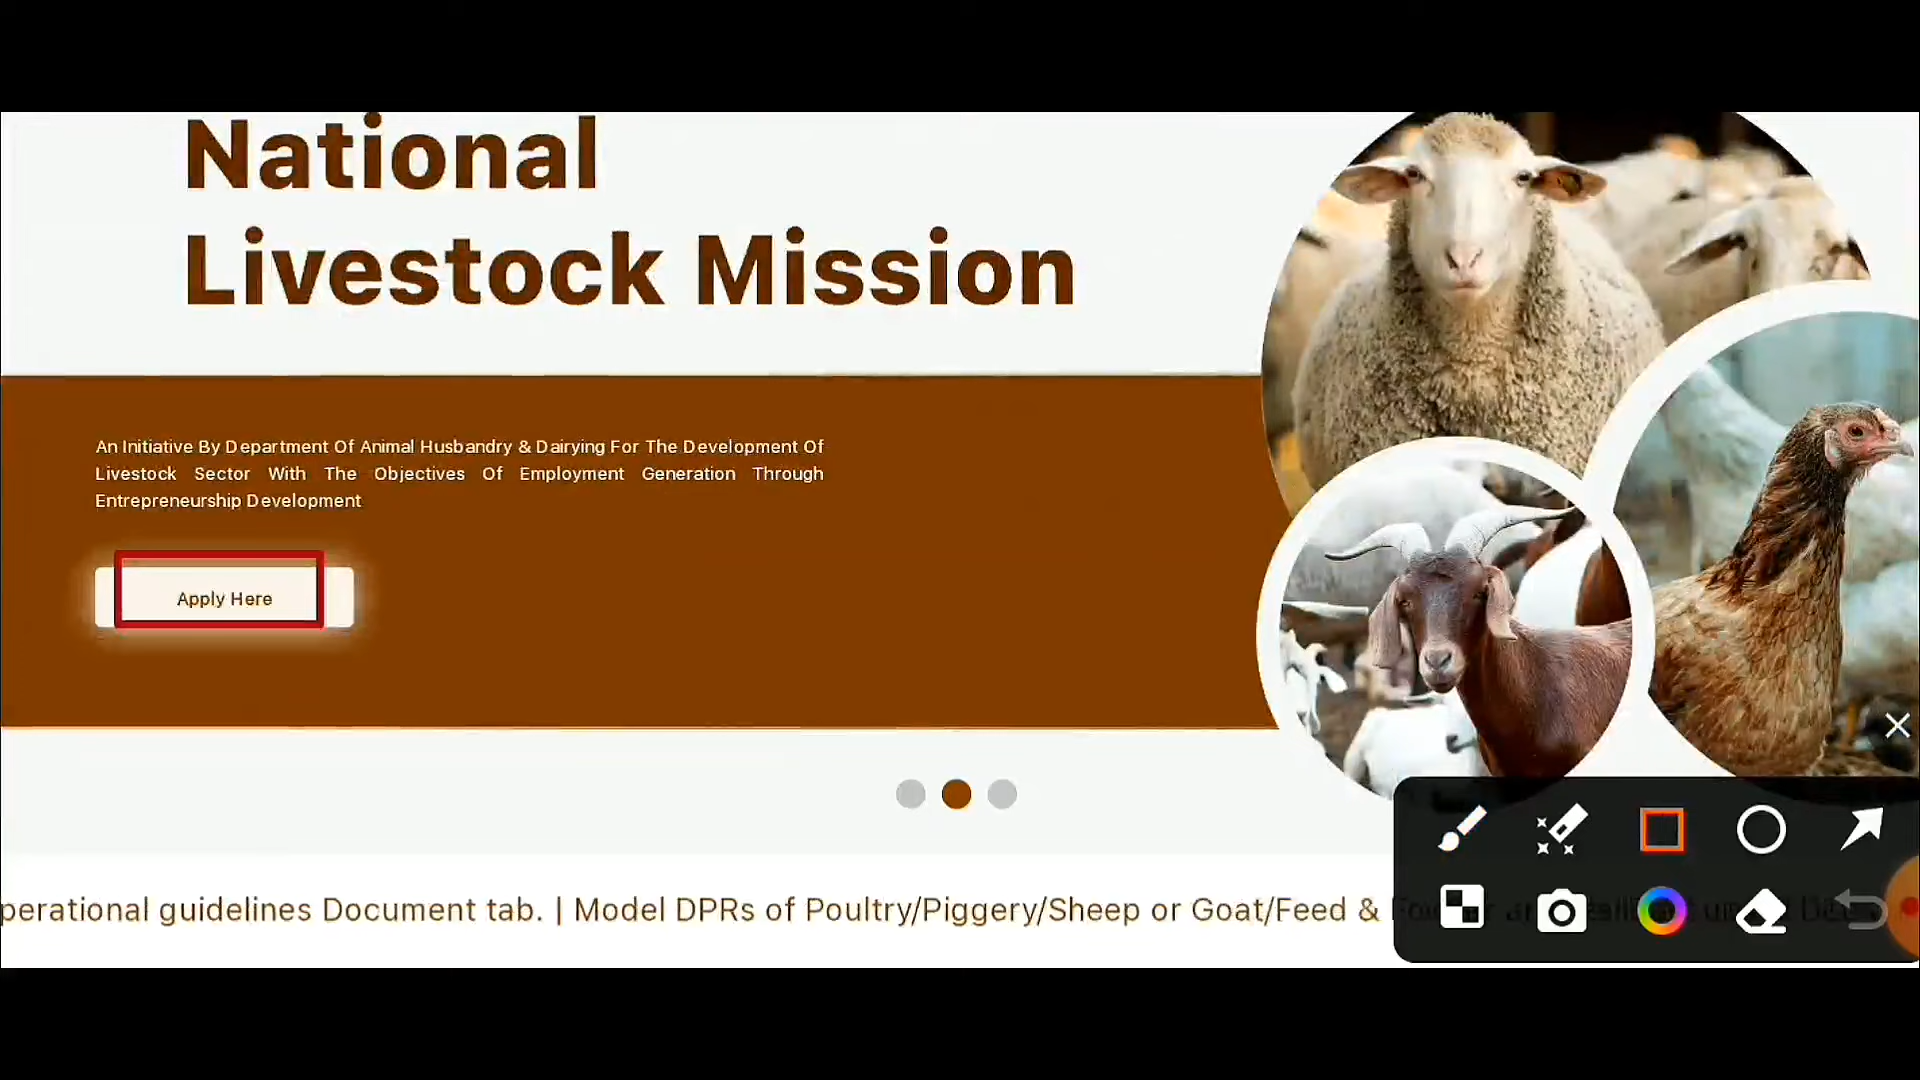 National
Livestock Mission
An Initiative By Department Of Animal Husbandry & Dairying For The Development Of
Livestock Sector With The Objectives Of Employment Generation Through
Entrepreneurship Development
Apply Here
perational guidelines Document tab. | Model DPRs of Poultry/Piggery/Sheep or Goat/Feed &